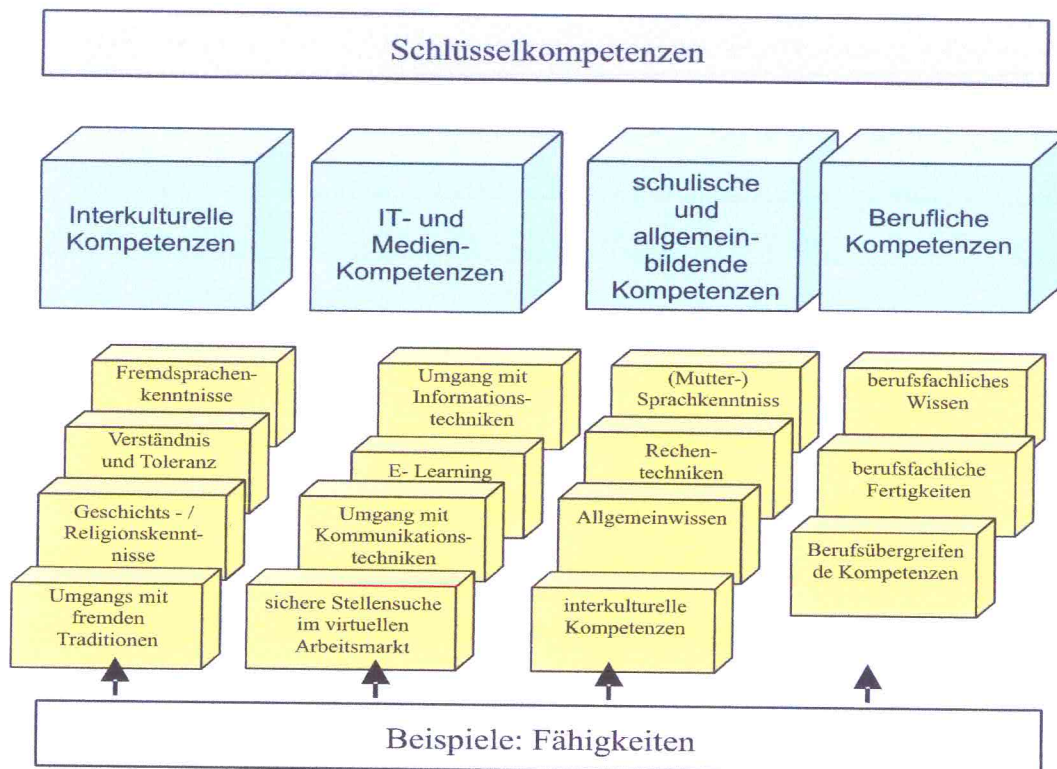 Schlüsselkompetenzen
Interkulturelle
Kompetenzen
IT- und
Medien-
Kompetenzen
schulische
und
allgemein-
bildende
Kompetenzen
Berufliche
Kompetenzen
Fremdsprachen-
kenntnisse
Verständnis
und Toleranz
Geschichts - /
Religionskennt-
nisse
Umgangs mit
fremden
Traditionen
Umgang mit
Informations-
techniken
E- Learning
Umgang mit
Kommunikations-
techniken
sichere Stellensuche
im virtuellen
Arbeitsmarkt
(Mutter-)
Sprachkenntniss
Rechen-
techniken
Allgemeinwissen
interkulturelle
Kompetenzen
berufsfachliches
Wissen
berufsfachliche
Fertigkeiten
Berufsübergreifen
de Kompetenzen
Beispiele: Fähigkeiten